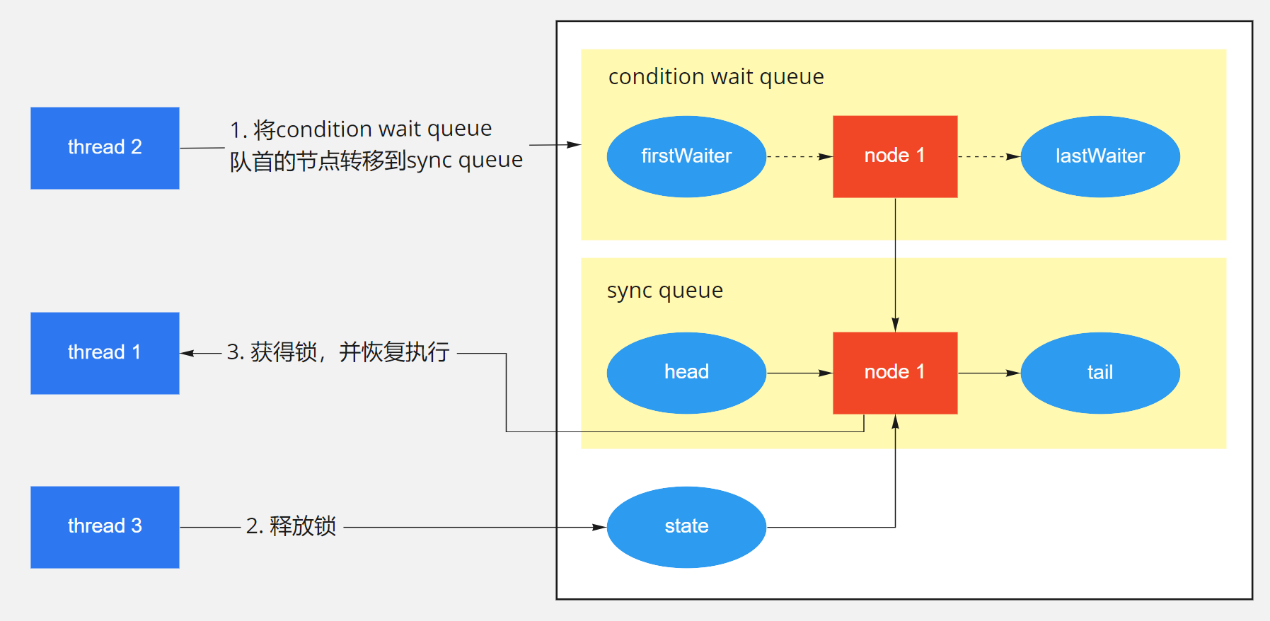 condition wait queue
thread 2
1. 将condition wait queue
队首的节点转移到sync queue
firstWaiter
node 1
lastWaiter
sync queue
thread 1
3. 获得锁，并恢复执行
head
node 1
tail
thread 3
2. 释放锁
state